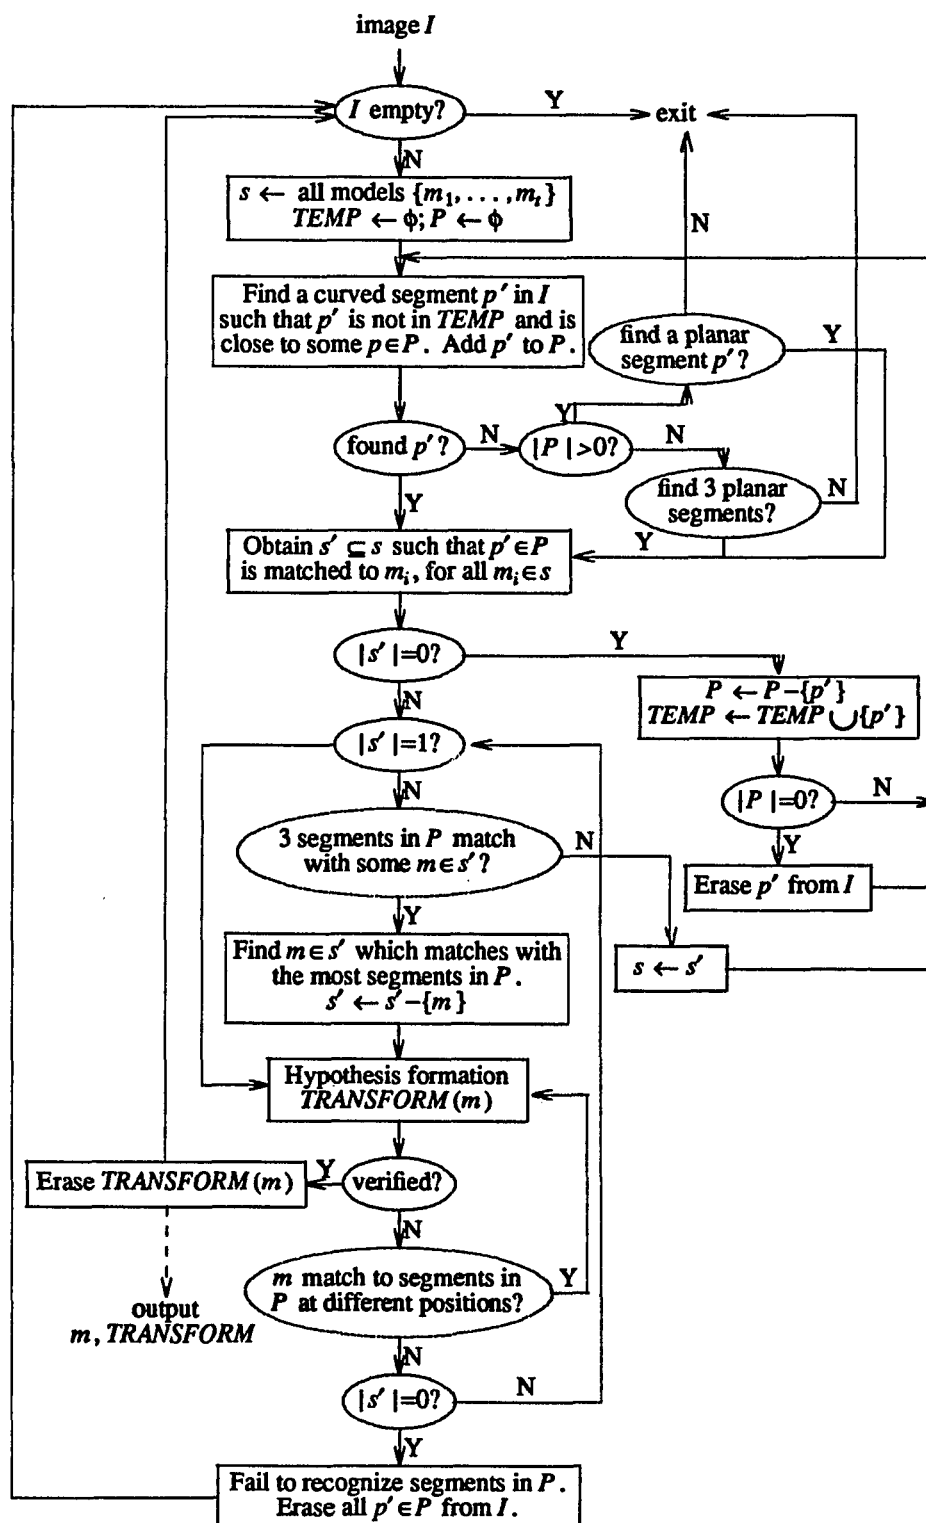 image I
I empty?
Y
exit
N
s ← all models {m₁, . . . , mₜ}
TEMP ← ϕ; P ← ϕ
N
Find a curved segment p′ in I
such that p′ is not in TEMP and is
close to some p∈P. Add p′ to P.
find a planar
segment p′?
Y
Y
found p′?
N
|P|>0?
N
find 3 planar
segments?
N
Y
Y
Obtain s′ ⊆ s such that p′∈P
is matched to mᵢ, for all mᵢ∈s
|s′|=0?
Y
N
P ← P−{p′}
TEMP ← TEMP ∪{p′}
|s′|=1?
N
|P|=0?
N
3 segments in P match
with some m∈s′?
N
Y
Y
Erase p′ from I
Find m∈s′ which matches with
the most segments in P.
s′ ← s′−{m}
s ← s′
Hypothesis formation
TRANSFORM(m)
Erase TRANSFORM(m)
Y
verified?
N
m match to segments in
P at different positions?
Y
output
m, TRANSFORM
N
|s′|=0?
N
Y
Fail to recognize segments in P.
Erase all p′∈P from I.